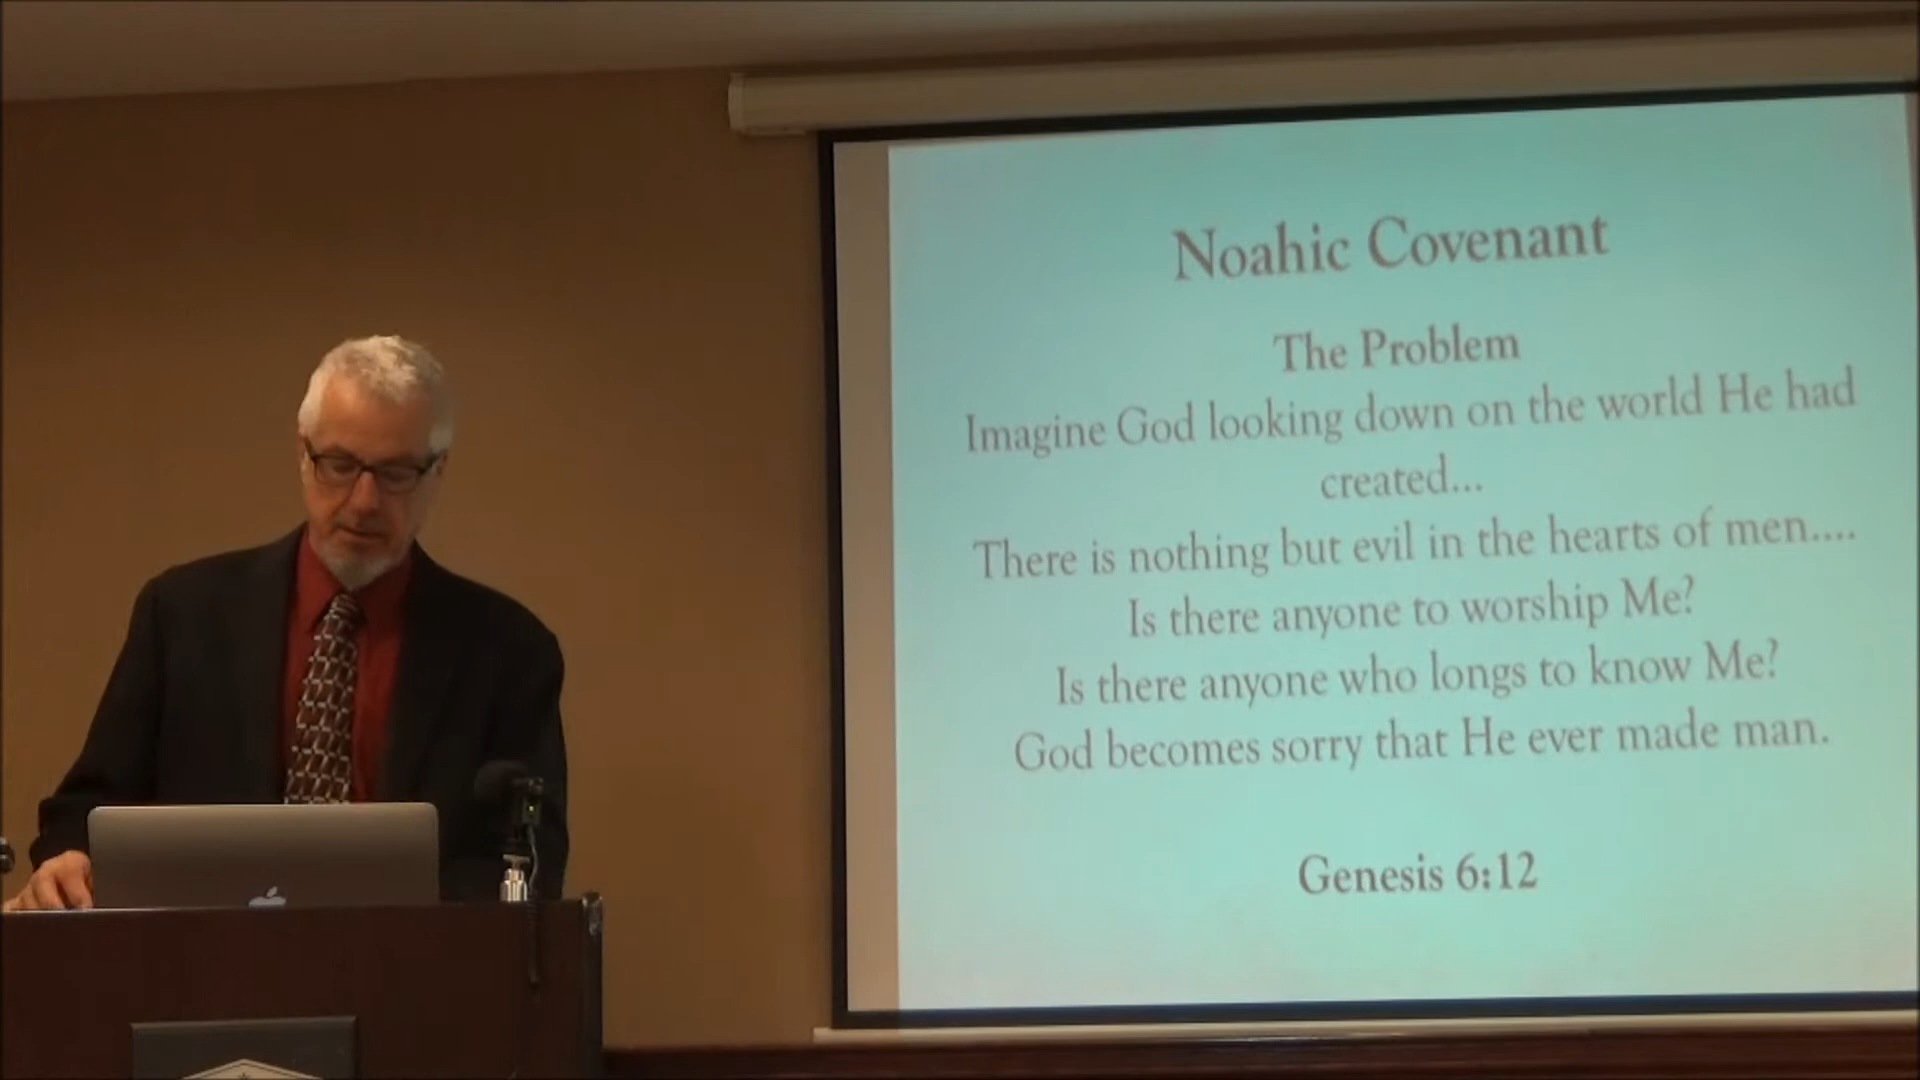 Noahic Covenant
The Problem
Imagine God looking down on the world He had
created...
There is nothing but evil in the hearts of men....
Is there anyone to worship Me?
Is there anyone who longs to know Me?
God becomes sorry that He ever made man.
Genesis 6:12